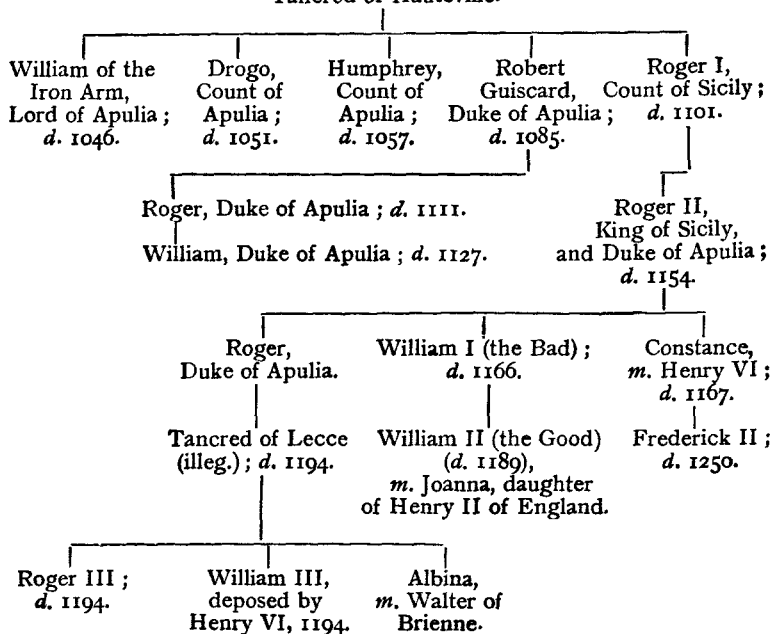 Tancred of Hauteville.
William of the
Iron Arm,
Lord of Apulia ;
d. 1046.
Drogo,
Count of
Apulia ;
d. 1051.
Humphrey,
Count of
Apulia ;
d. 1057.
Robert
Guiscard,
Duke of Apulia ;
d. 1085.
Roger I,
Count of Sicily ;
d. 1101.
Roger, Duke of Apulia ; d. 1111.
William, Duke of Apulia ; d. 1127.
Roger II,
King of Sicily,
and Duke of Apulia ;
d. 1154.
Roger,
Duke of Apulia.
William I (the Bad) ;
d. 1166.
Constance,
m. Henry VI ;
d. 1167.
Tancred of Lecce
(illeg.) ; d. 1194.
William II (the Good)
(d. 1189),
m. Joanna, daughter
of Henry II of England.
Frederick II ;
d. 1250.
Roger III ;
d. 1194.
William III,
deposed by
Henry VI, 1194.
Albina,
m. Walter of
Brienne.